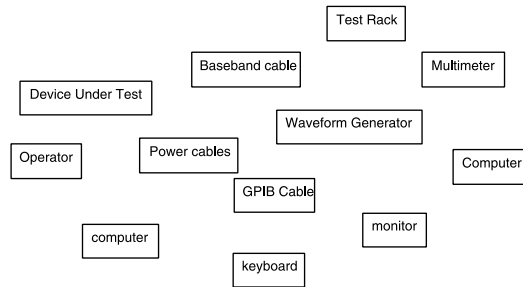 Test Rack
Baseband cable
Multimeter
Device Under Test
Waveform Generator
Operator
Power cables
Computer
GPIB Cable
computer
monitor
keyboard